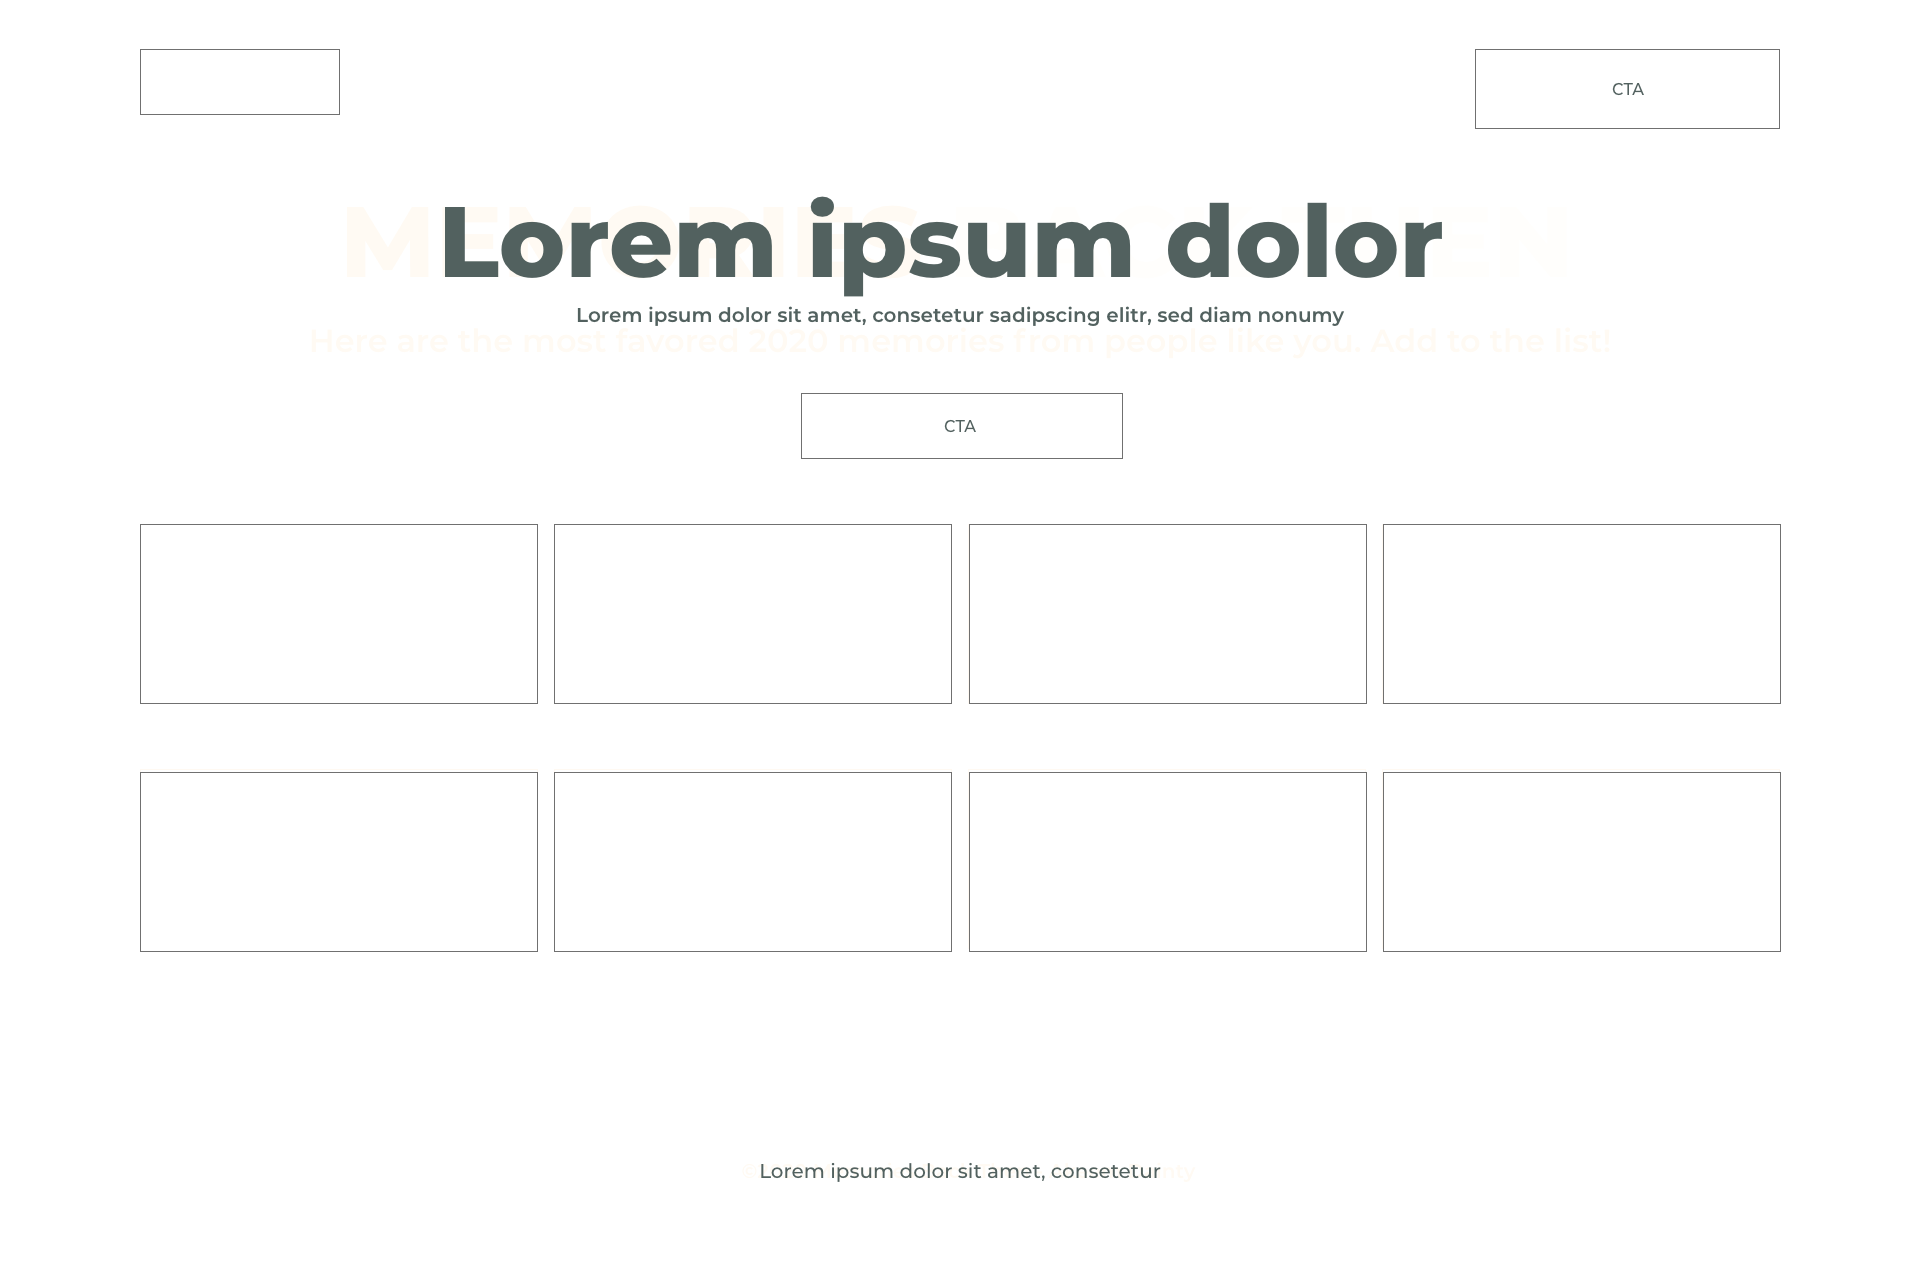 CTA
Lorem ipsum dolor
Lorem ipsum dolor sit amet, consetetur sadipscing elitr, sed diam nonumy
Here are the most favored 2020 memories from people like you. Add to the list!
CTA
Lorem ipsum dolor sit amet, consetetur